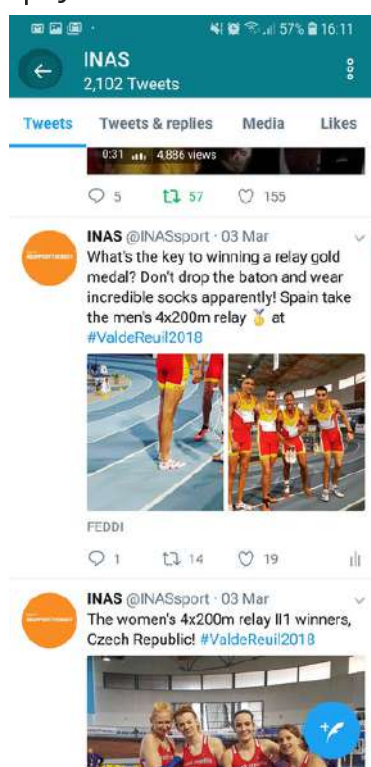 57% 16:11
INAS
2,102 Tweets
Tweets Tweets & replies Media Likes
0:31 4,886 views
5 57 155
INAS @INASsport · 03 Mar
What's the key to winning a relay gold
medal? Don't drop the baton and wear
incredible socks apparently! Spain take
the men's 4x200m relay 🏅 at
#ValdeReuil2018
FEDDI
1 14 19
INAS @INASsport · 03 Mar
The women's 4x200m relay II1 winners,
Czech Republic! #ValdeReuil2018